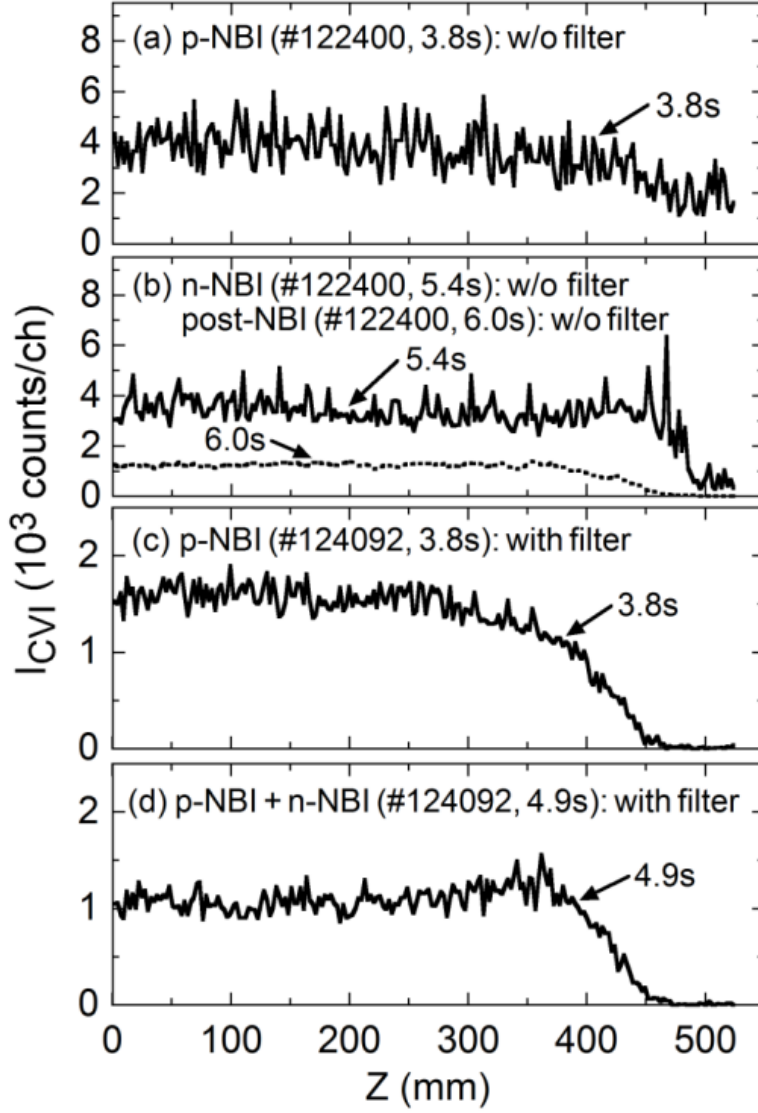 I_CVI (10³ counts/ch)
8
6
4
2
0
(a) p-NBI (#122400, 3.8s): w/o filter
3.8s
8
6
4
2
0
(b) n-NBI (#122400, 5.4s): w/o filter
post-NBI (#122400, 6.0s): w/o filter
5.4s
6.0s
2
1
0
(c) p-NBI (#124092, 3.8s): with filter
3.8s
2
1
0
(d) p-NBI + n-NBI (#124092, 4.9s): with filter
4.9s
0 100 200 300 400 500
Z (mm)